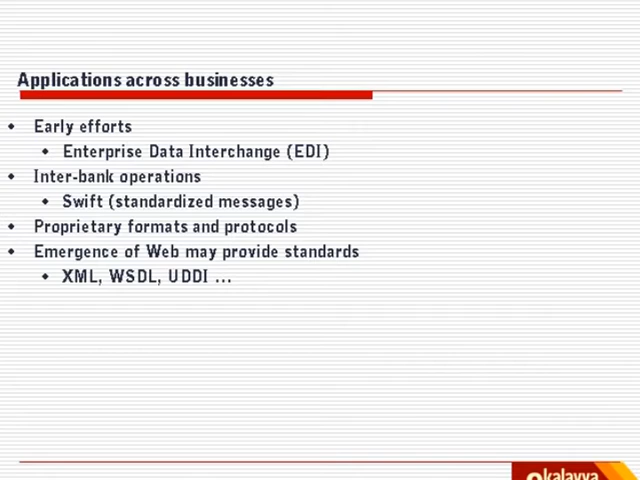 Applications across businesses
• Early efforts
• Enterprise Data Interchange (EDI)
• Inter-bank operations
• Swift (standardized messages)
• Proprietary formats and protocols
• Emergence of Web may provide standards
• XML, WSDL, UDDI ...